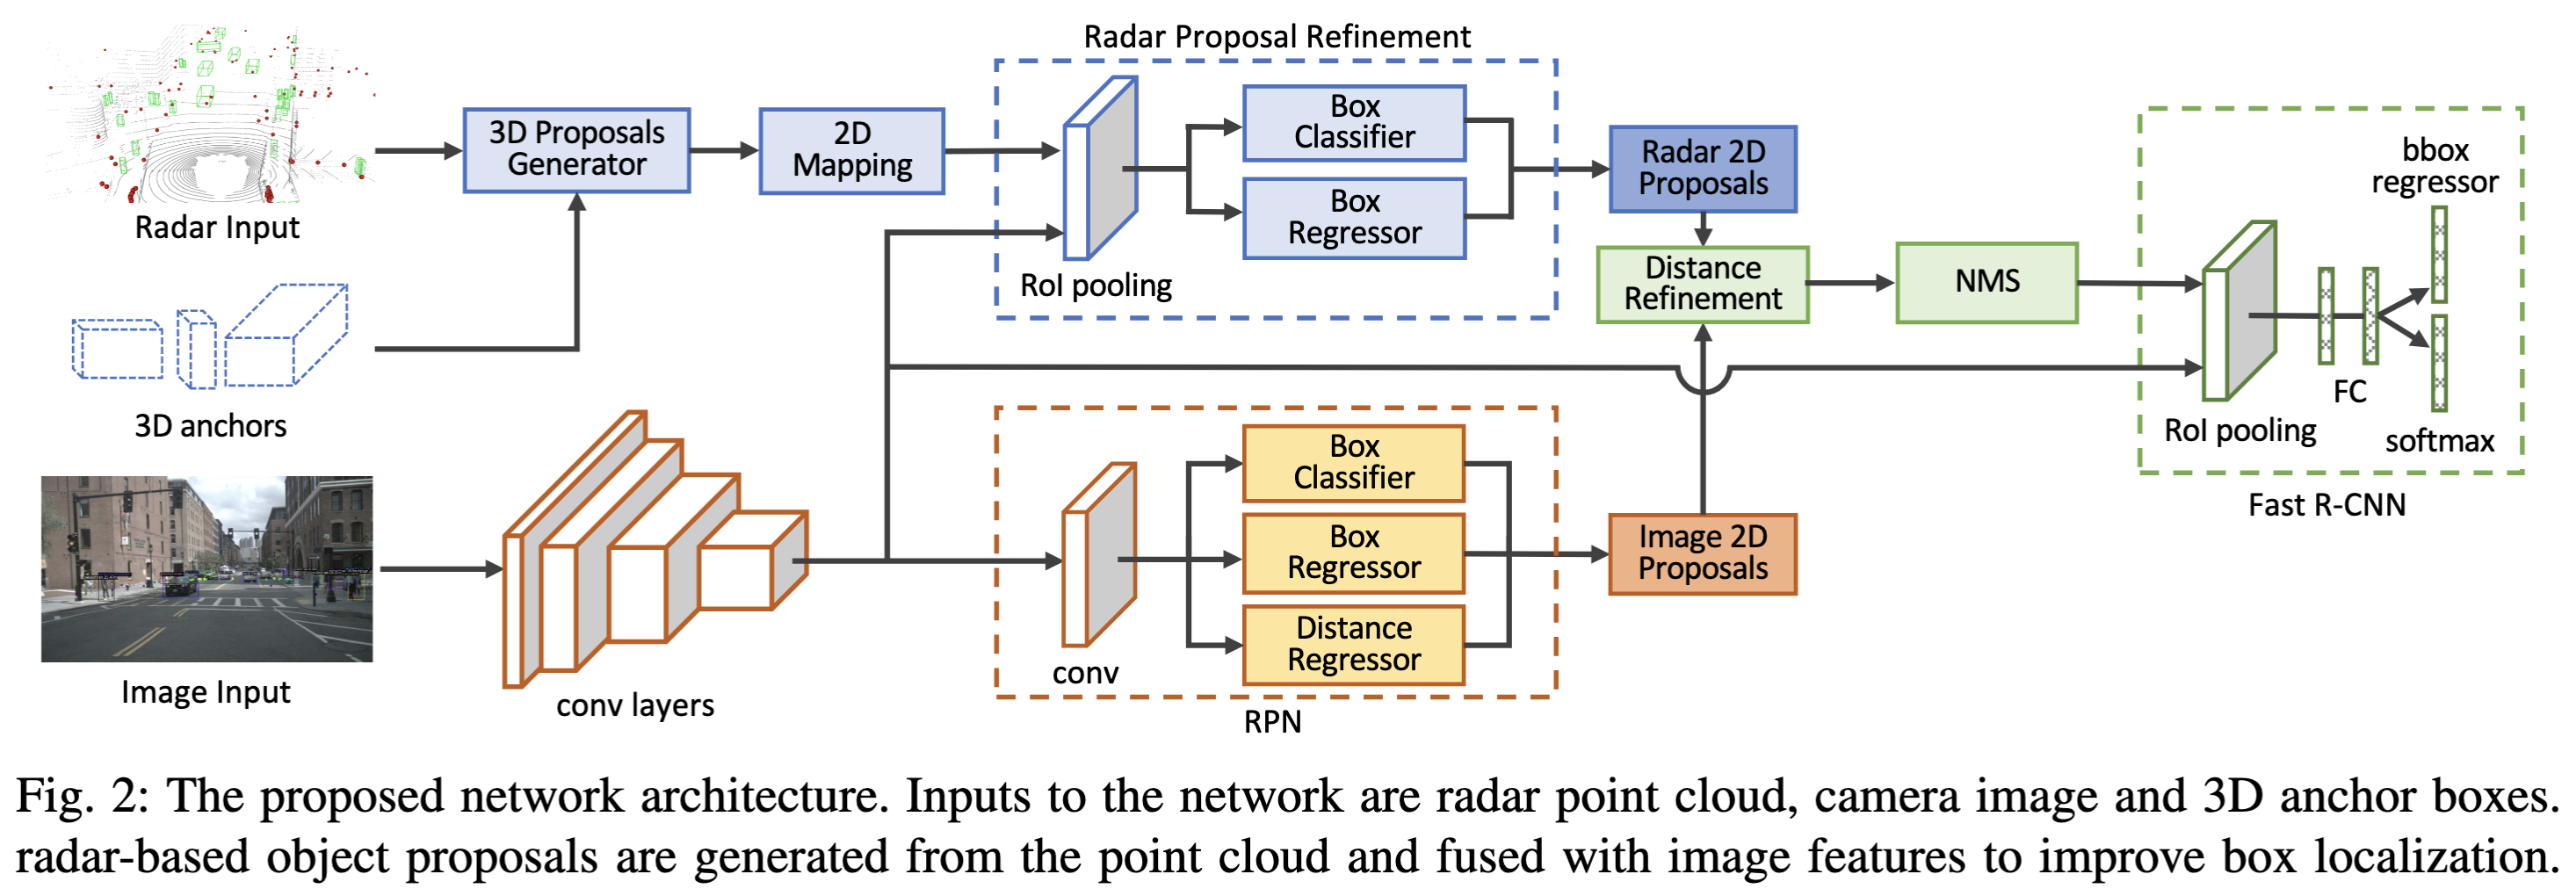 Radar Proposal Refinement
Radar Input
3D anchors
Image Input
3D Proposals
Generator
2D
Mapping
conv layers
RoI pooling
Box
Classifier
Box
Regressor
conv
Box
Classifier
Box
Regressor
Distance
Regressor
RPN
Radar 2D
Proposals
Distance
Refinement
Image 2D
Proposals
NMS
RoI pooling
FC
bbox
regressor
softmax
Fast R-CNN
Fig. 2: The proposed network architecture. Inputs to the network are radar point cloud, camera image and 3D anchor boxes.
radar-based object proposals are generated from the point cloud and fused with image features to improve box localization.